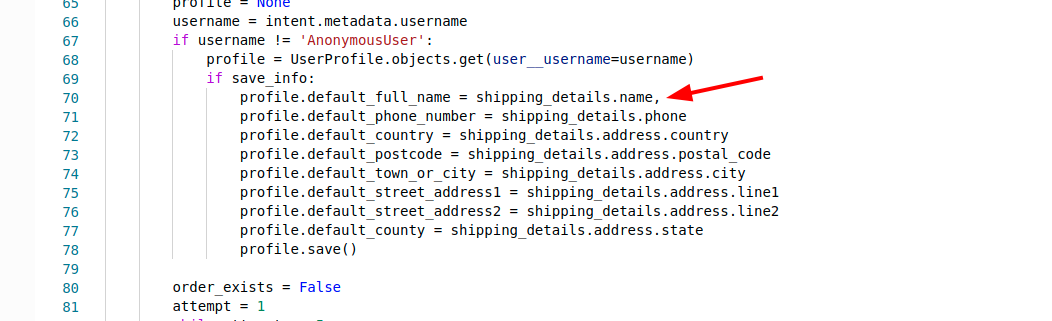 65 profile = None
66 username = intent.metadata.username
67 if username != 'AnonymousUser':
68 profile = UserProfile.objects.get(user__username=username)
69 if save_info:
70 profile.default_full_name = shipping_details.name,
71 profile.default_phone_number = shipping_details.phone
72 profile.default_country = shipping_details.address.country
73 profile.default_postcode = shipping_details.address.postal_code
74 profile.default_town_or_city = shipping_details.address.city
75 profile.default_street_address1 = shipping_details.address.line1
76 profile.default_street_address2 = shipping_details.address.line2
77 profile.default_county = shipping_details.address.state
78 profile.save()
79
80 order_exists = False
81 attempt = 1